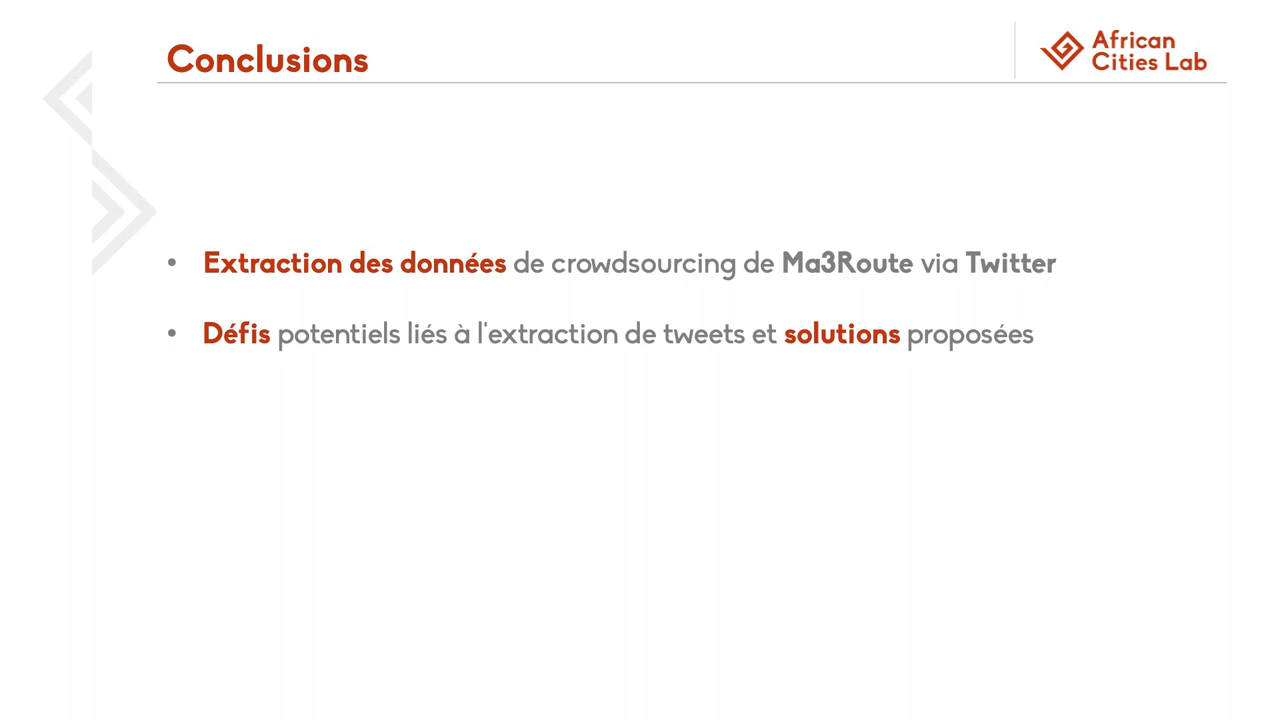 Conclusions
African
Cities Lab
• Extraction des données de crowdsourcing de Ma3Route via Twitter
• Défis potentiels liés à l'extraction de tweets et solutions proposées